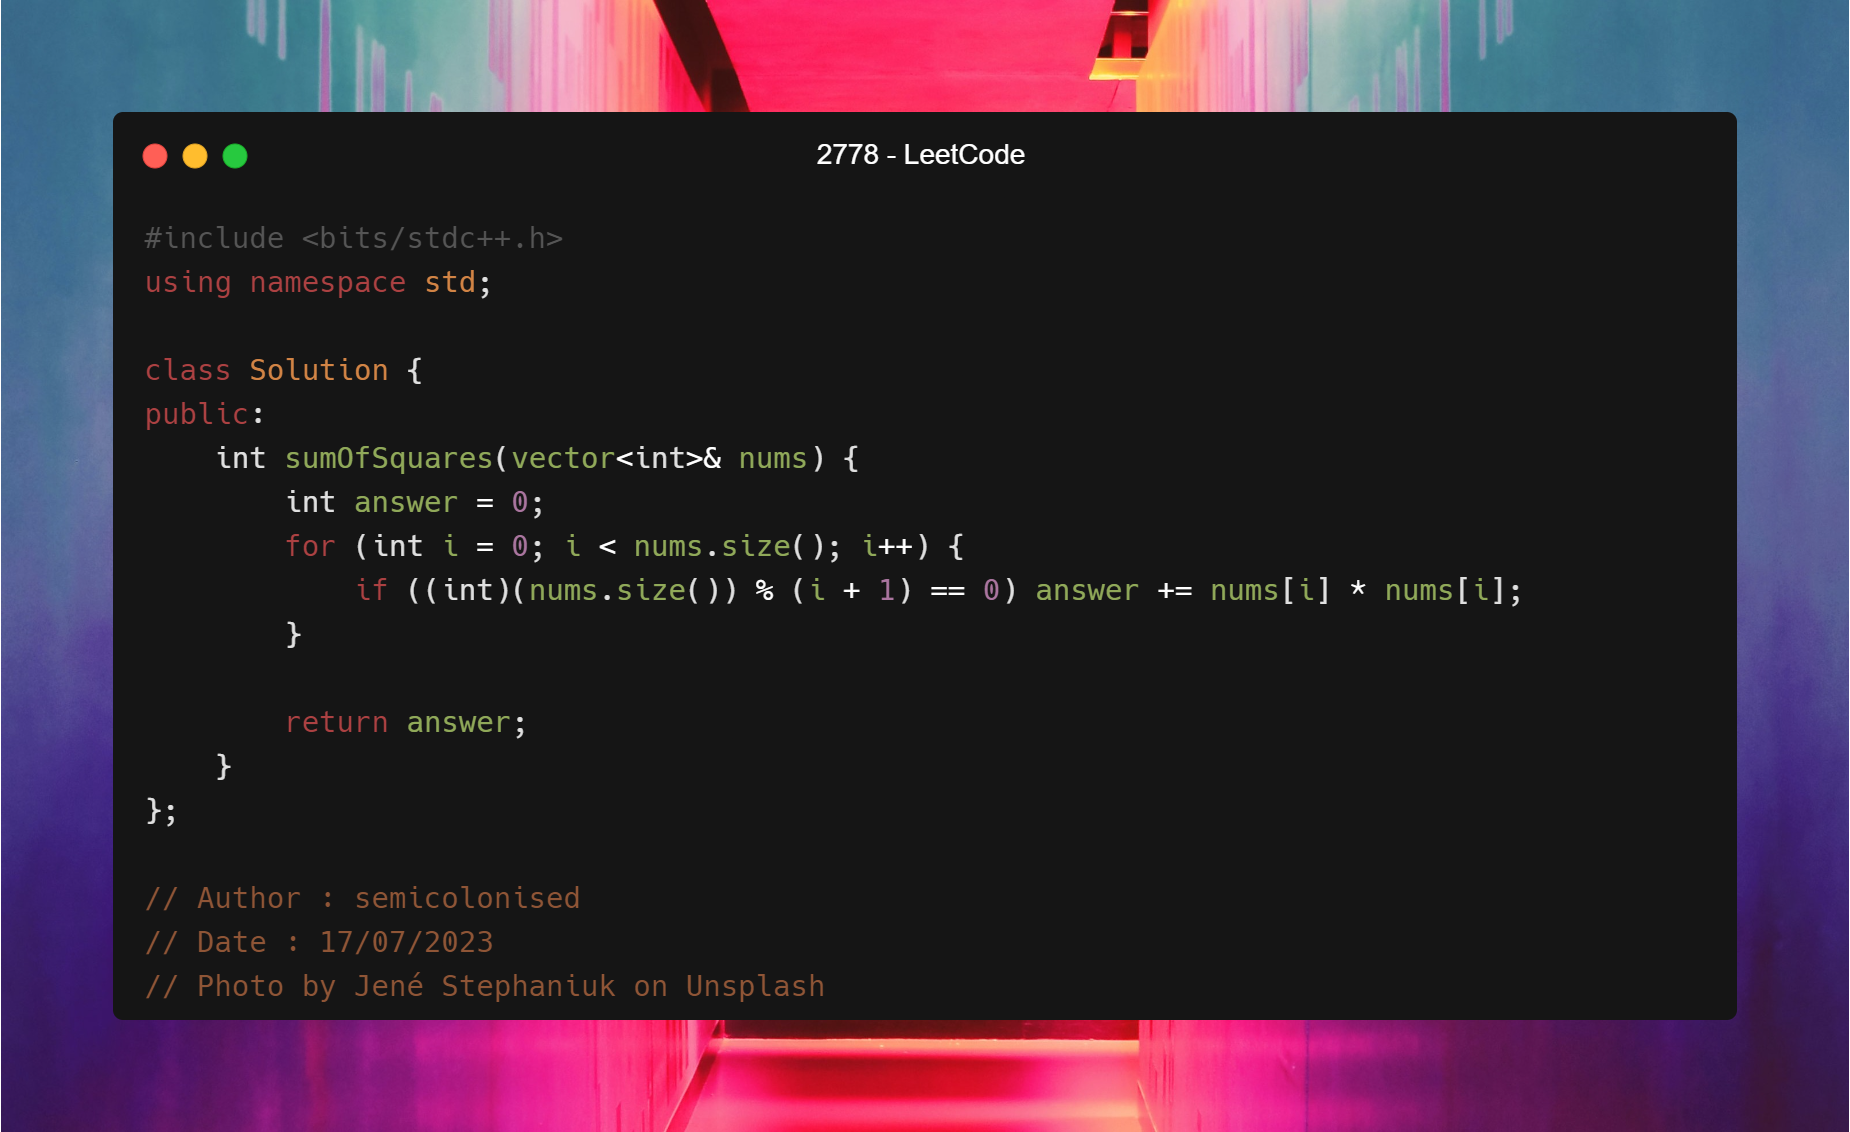 2778 - LeetCode
#include <bits/stdc++.h>
using namespace std;
class Solution {
public:
    int sumOfSquares(vector<int>& nums) {
        int answer = 0;
        for (int i = 0; i < nums.size(); i++) {
            if ((int)(nums.size()) % (i + 1) == 0) answer += nums[i] * nums[i];
        }
        return answer;
    }
};
// Author : semicolonised
// Date : 17/07/2023
// Photo by Jené Stephaniuk on Unsplash